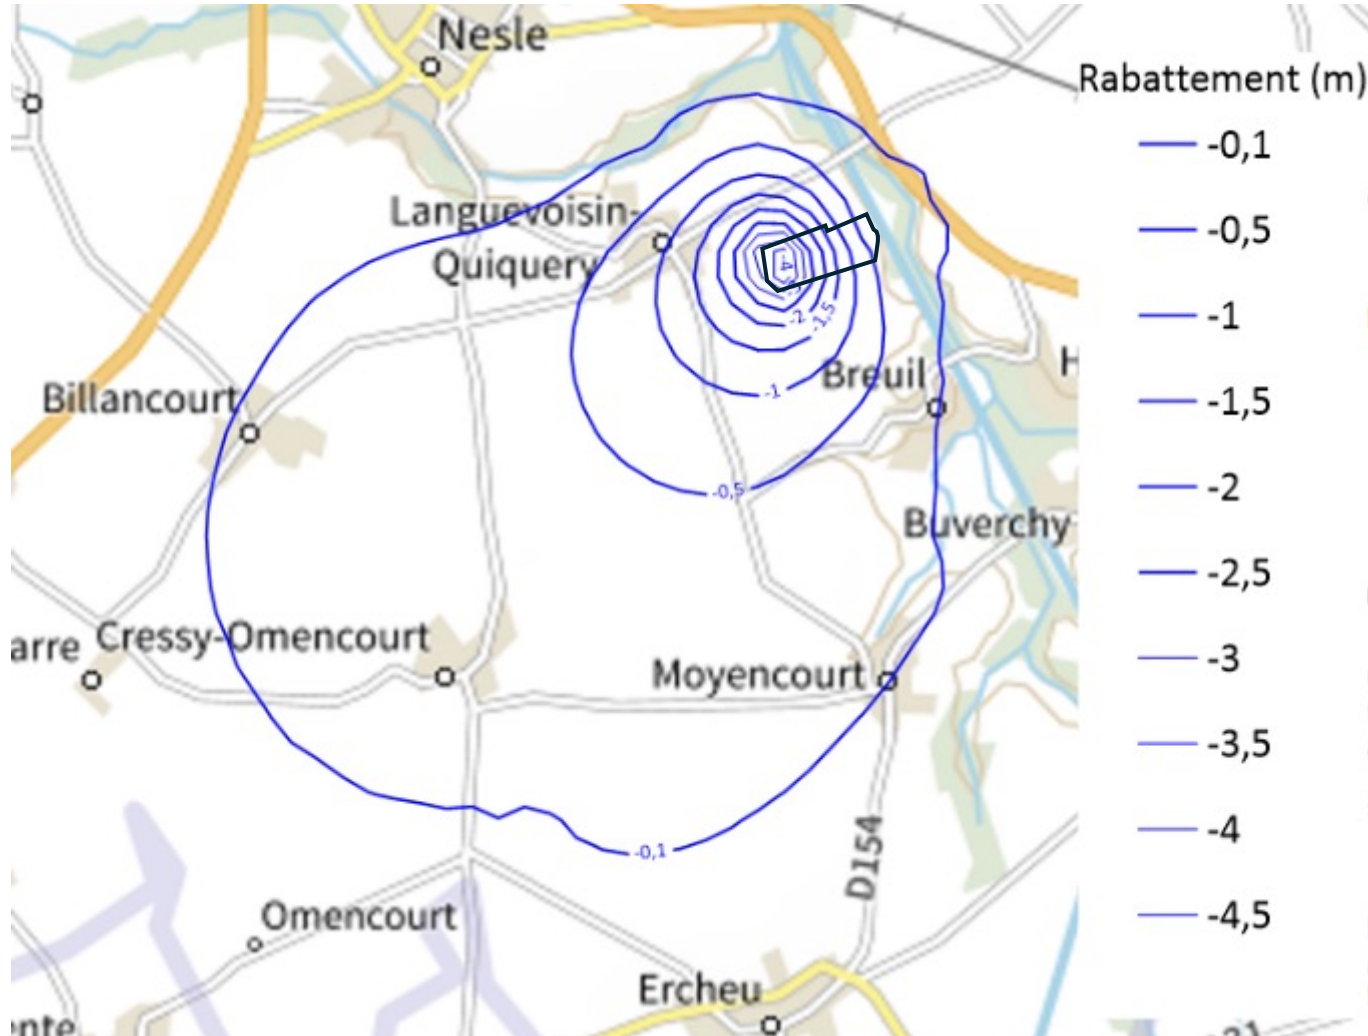 Nesle
Rabattement (m)
-0,1
-0,5
-1
-1,5
-2
-2,5
-3
-3,5
-4
-4,5
Languevoisin-
Quiquery
-4
-2
-1,5
-1
Breuil
H
Billancourt
-0,5
Buverchy
arre
Cressy-Omencourt
Moyencourt
-0,1
D154
Omencourt
Ercheu
ente